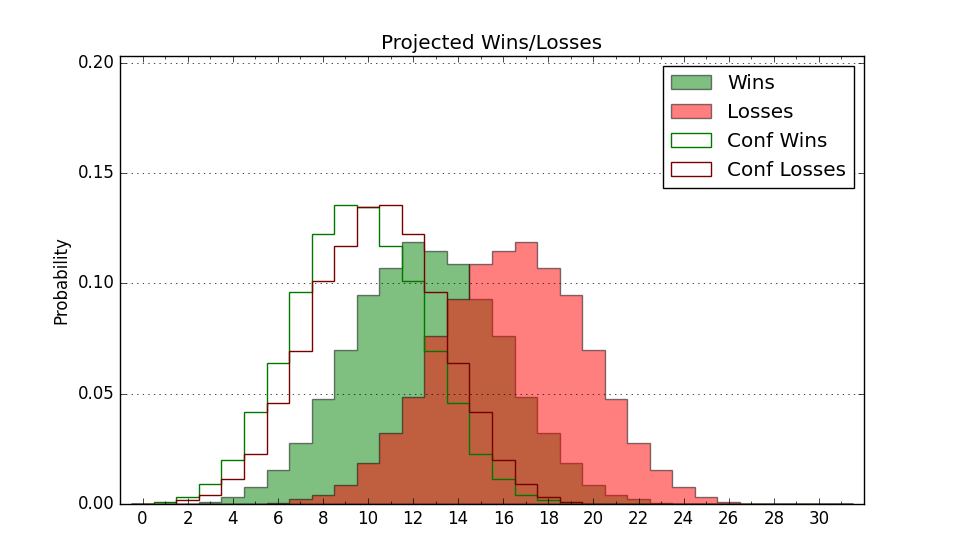 Projected Wins/Losses
0.20
0.15
0.10
0.05
0.00
Probability
Wins
Losses
Conf Wins
Conf Losses
0 2 4 6 8 10 12 14 16 18 20 22 24 26 28 30